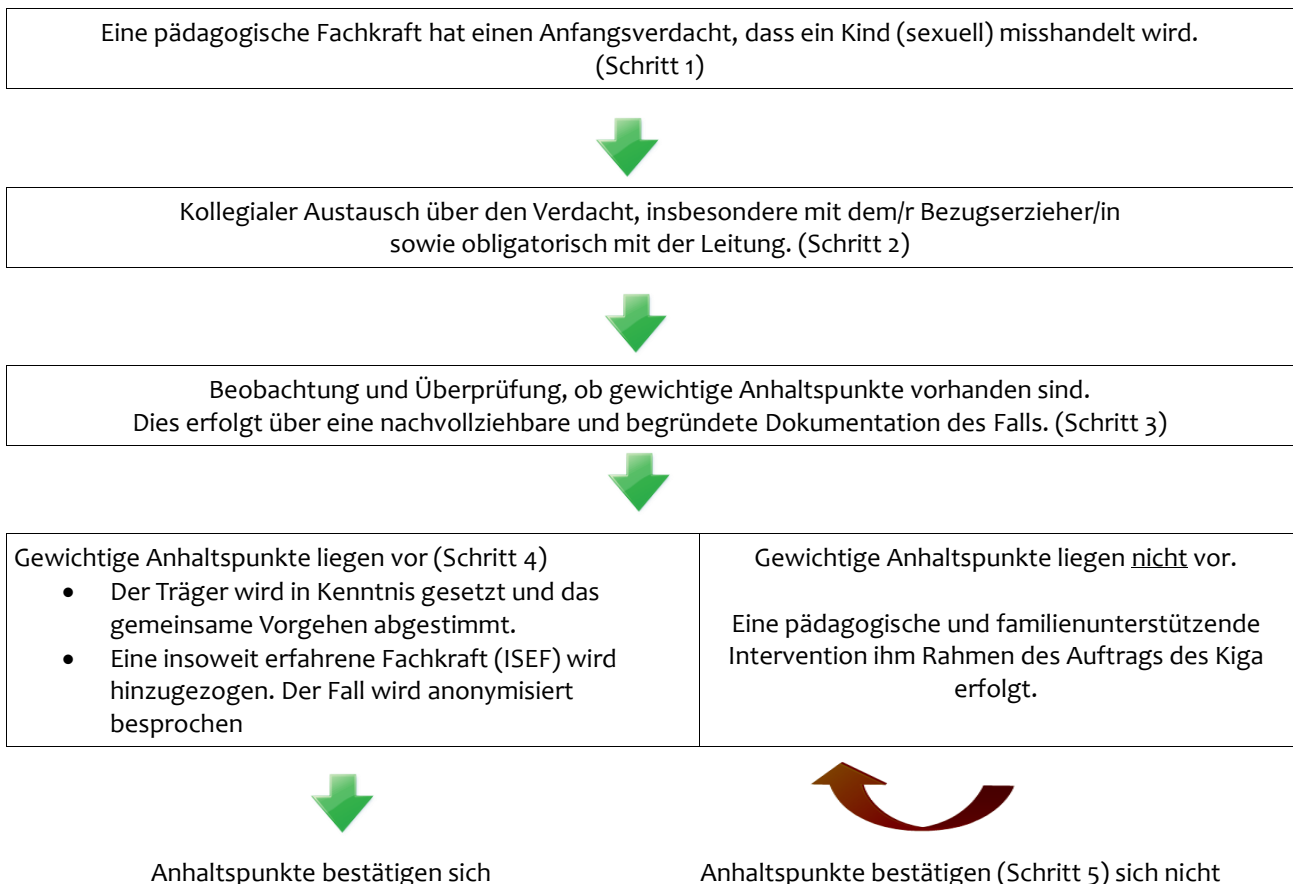 Eine pädagogische Fachkraft hat einen Anfangsverdacht, dass ein Kind (sexuell) misshandelt wird.
(Schritt 1)
Kollegialer Austausch über den Verdacht, insbesondere mit dem/r Bezugserzieher/in
sowie obligatorisch mit der Leitung. (Schritt 2)
Beobachtung und Überprüfung, ob gewichtige Anhaltspunkte vorhanden sind.
Dies erfolgt über eine nachvollziehbare und begründete Dokumentation des Falls. (Schritt 3)
Gewichtige Anhaltspunkte liegen vor (Schritt 4)
• Der Träger wird in Kenntnis gesetzt und das
gemeinsame Vorgehen abgestimmt.
• Eine insoweit erfahrene Fachkraft (ISEF) wird
hinzugezogen. Der Fall wird anonymisiert
besprochen
Gewichtige Anhaltspunkte liegen nicht vor.
Eine pädagogische und familienunterstützende
Intervention ihm Rahmen des Auftrags des Kiga
erfolgt.
Anhaltspunkte bestätigen sich
Anhaltspunkte bestätigen (Schritt 5) sich nicht